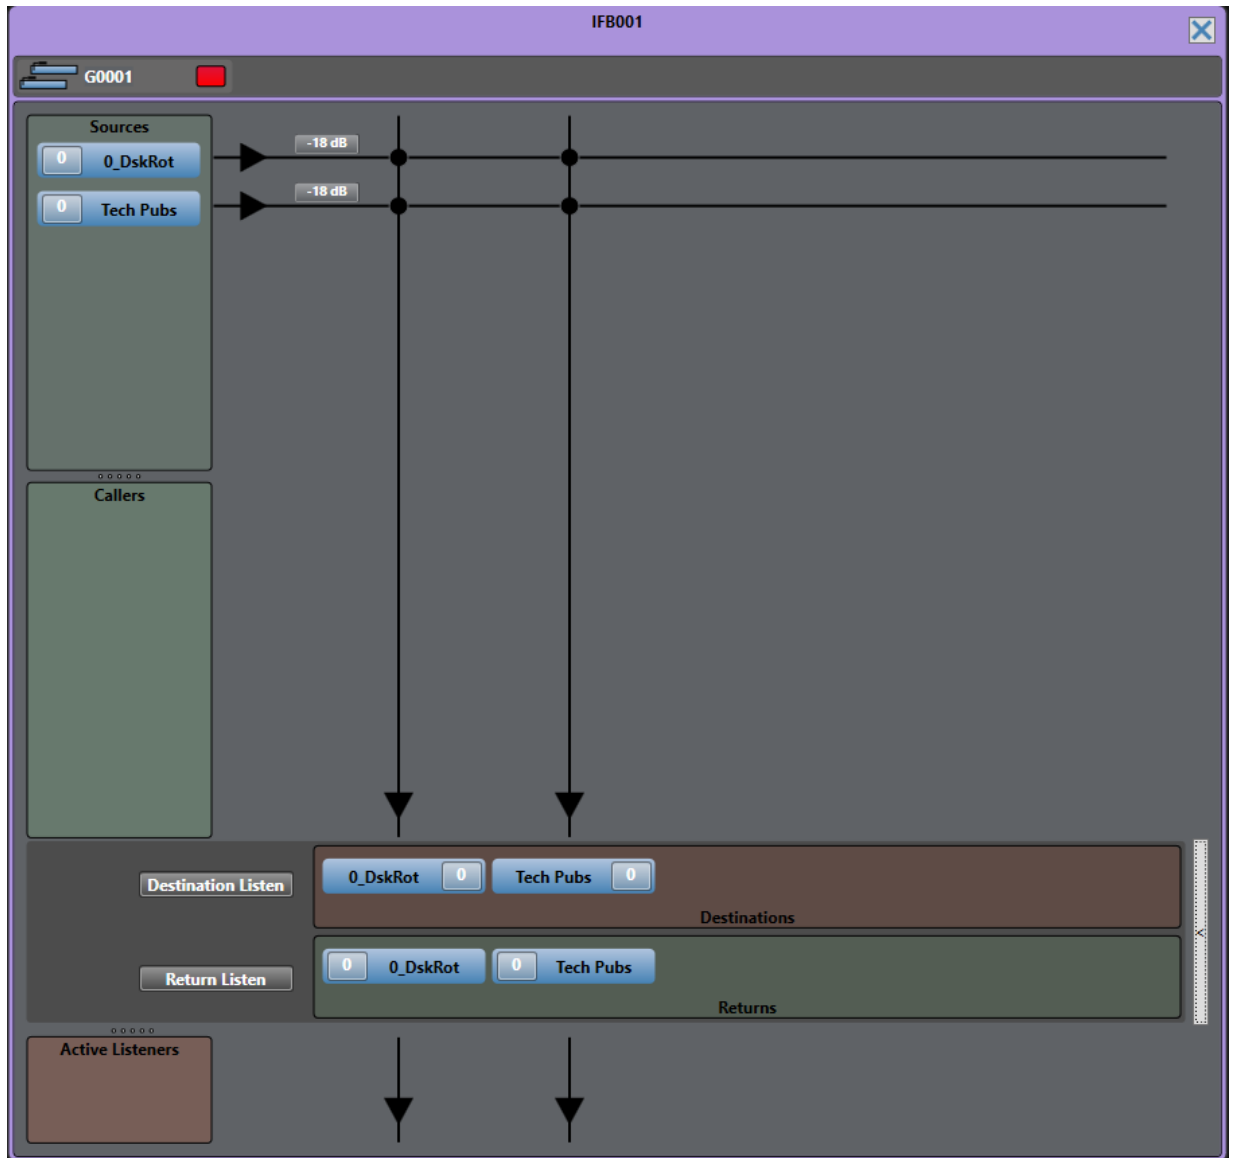 IFB001
G0001
Sources
0 0_DskRot
-18 dB
0 Tech Pubs
-18 dB
Callers
Destination Listen
0_DskRot 0
Tech Pubs 0
Destinations
Return Listen
0 0_DskRot
0 Tech Pubs
Returns
<
Active Listeners